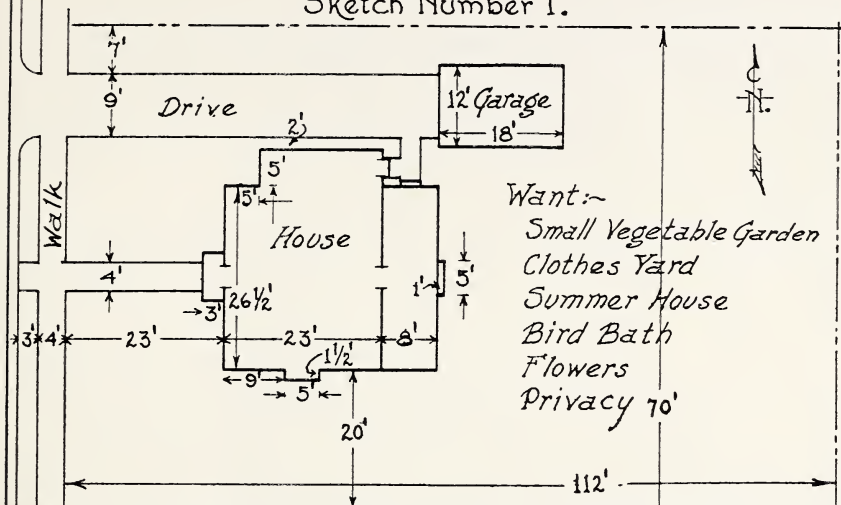 Sketch Number 1.
7'
9'
Drive
12' Garage
18'
N.
2'
5'
5'
Walk
House
Want:~
Small Vegetable Garden
Clothes Yard
Summer House
Bird Bath
Flowers
Privacy
70'
4'
3'
26 1/2'
1'
5'
3'
4'
23'
23'
8'
9'
1 1/2'
5'
20'
112'